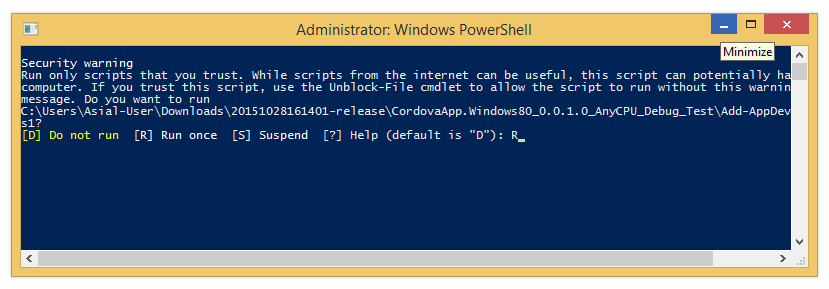 Administrator: Windows PowerShell
Minimize
Security warning
Run only scripts that you trust. While scripts from the internet can be useful, this script can potentially ha
computer. If you trust this script, use the Unblock-File cmdlet to allow the script to run without this warnin
message. Do you want to run
C:\Users\Asial-User\Downloads\20151028161401-release\CordovaApp.Windows80_0.0.1.0_AnyCPU_Debug_Test\Add-AppDev
s1?
[D] Do not run  [R] Run once  [S] Suspend  [?] Help (default is "D"): R